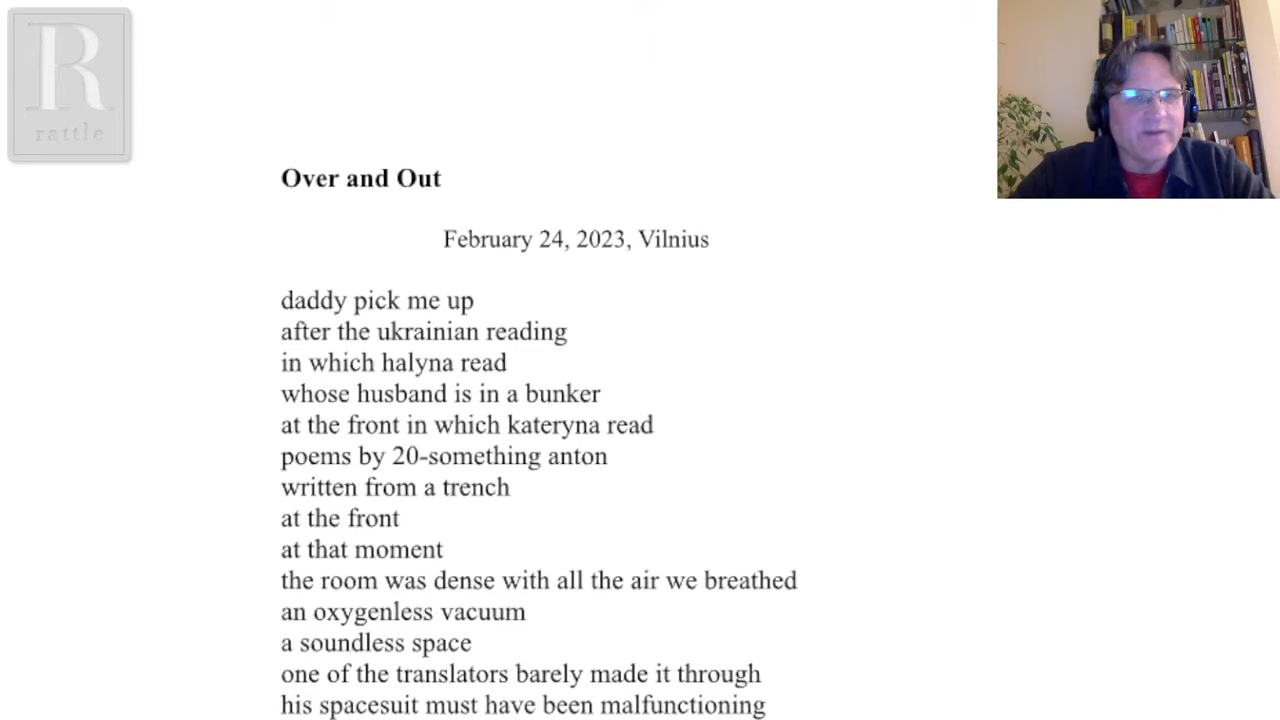 R
rattle
Over and Out
February 24, 2023, Vilnius
daddy pick me up
after the ukrainian reading
in which halyna read
whose husband is in a bunker
at the front in which kateryna read
poems by 20-something anton
written from a trench
at the front
at that moment
the room was dense with all the air we breathed
an oxygenless vacuum
a soundless space
one of the translators barely made it through
his spacesuit must have been malfunctioning